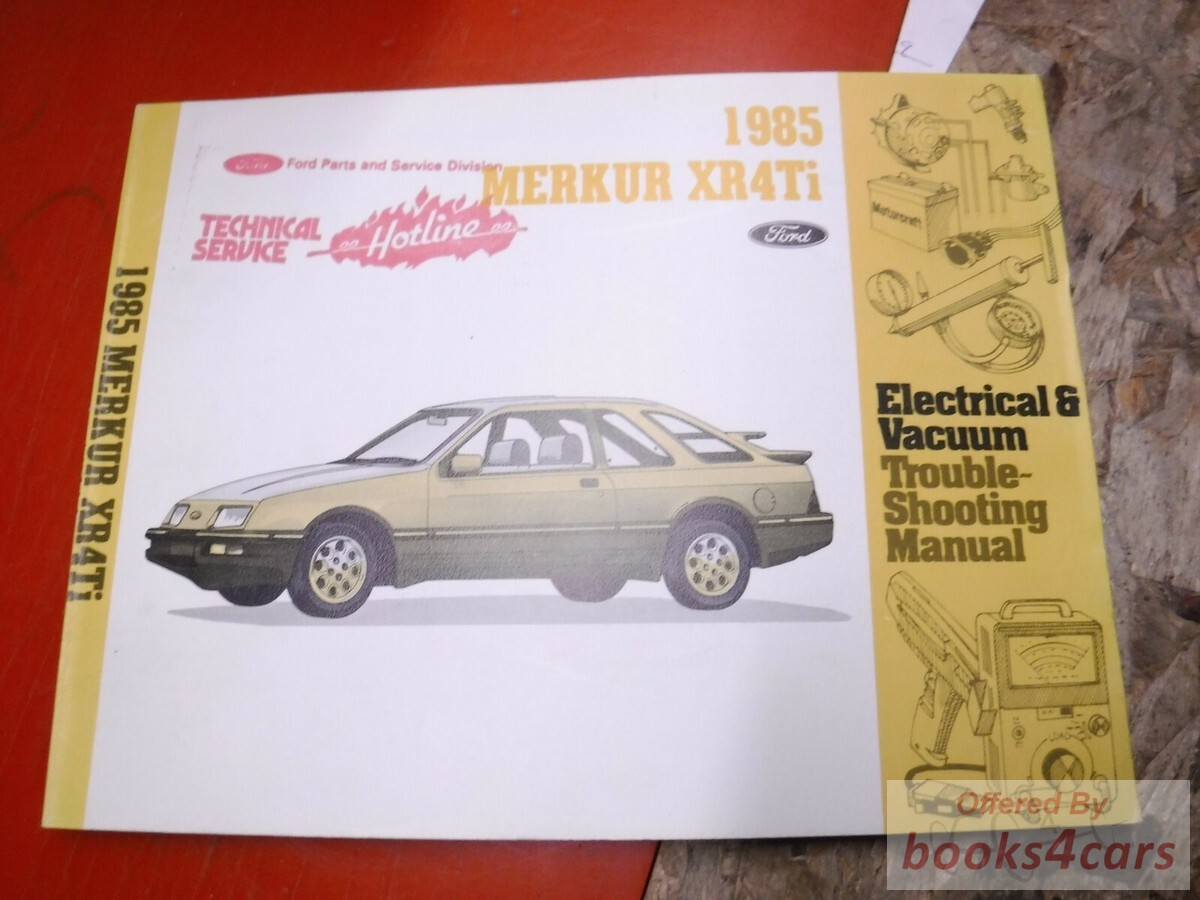 1985
MERKUR XR4Ti
Ford
Ford Parts and Service Division
TECHNICAL
SERVICE
Hotline
Ford
1985 MERKUR XR4Ti
Motorcraft
Electrical &
Vacuum
Trouble-
Shooting
Manual
Offered By
books4cars